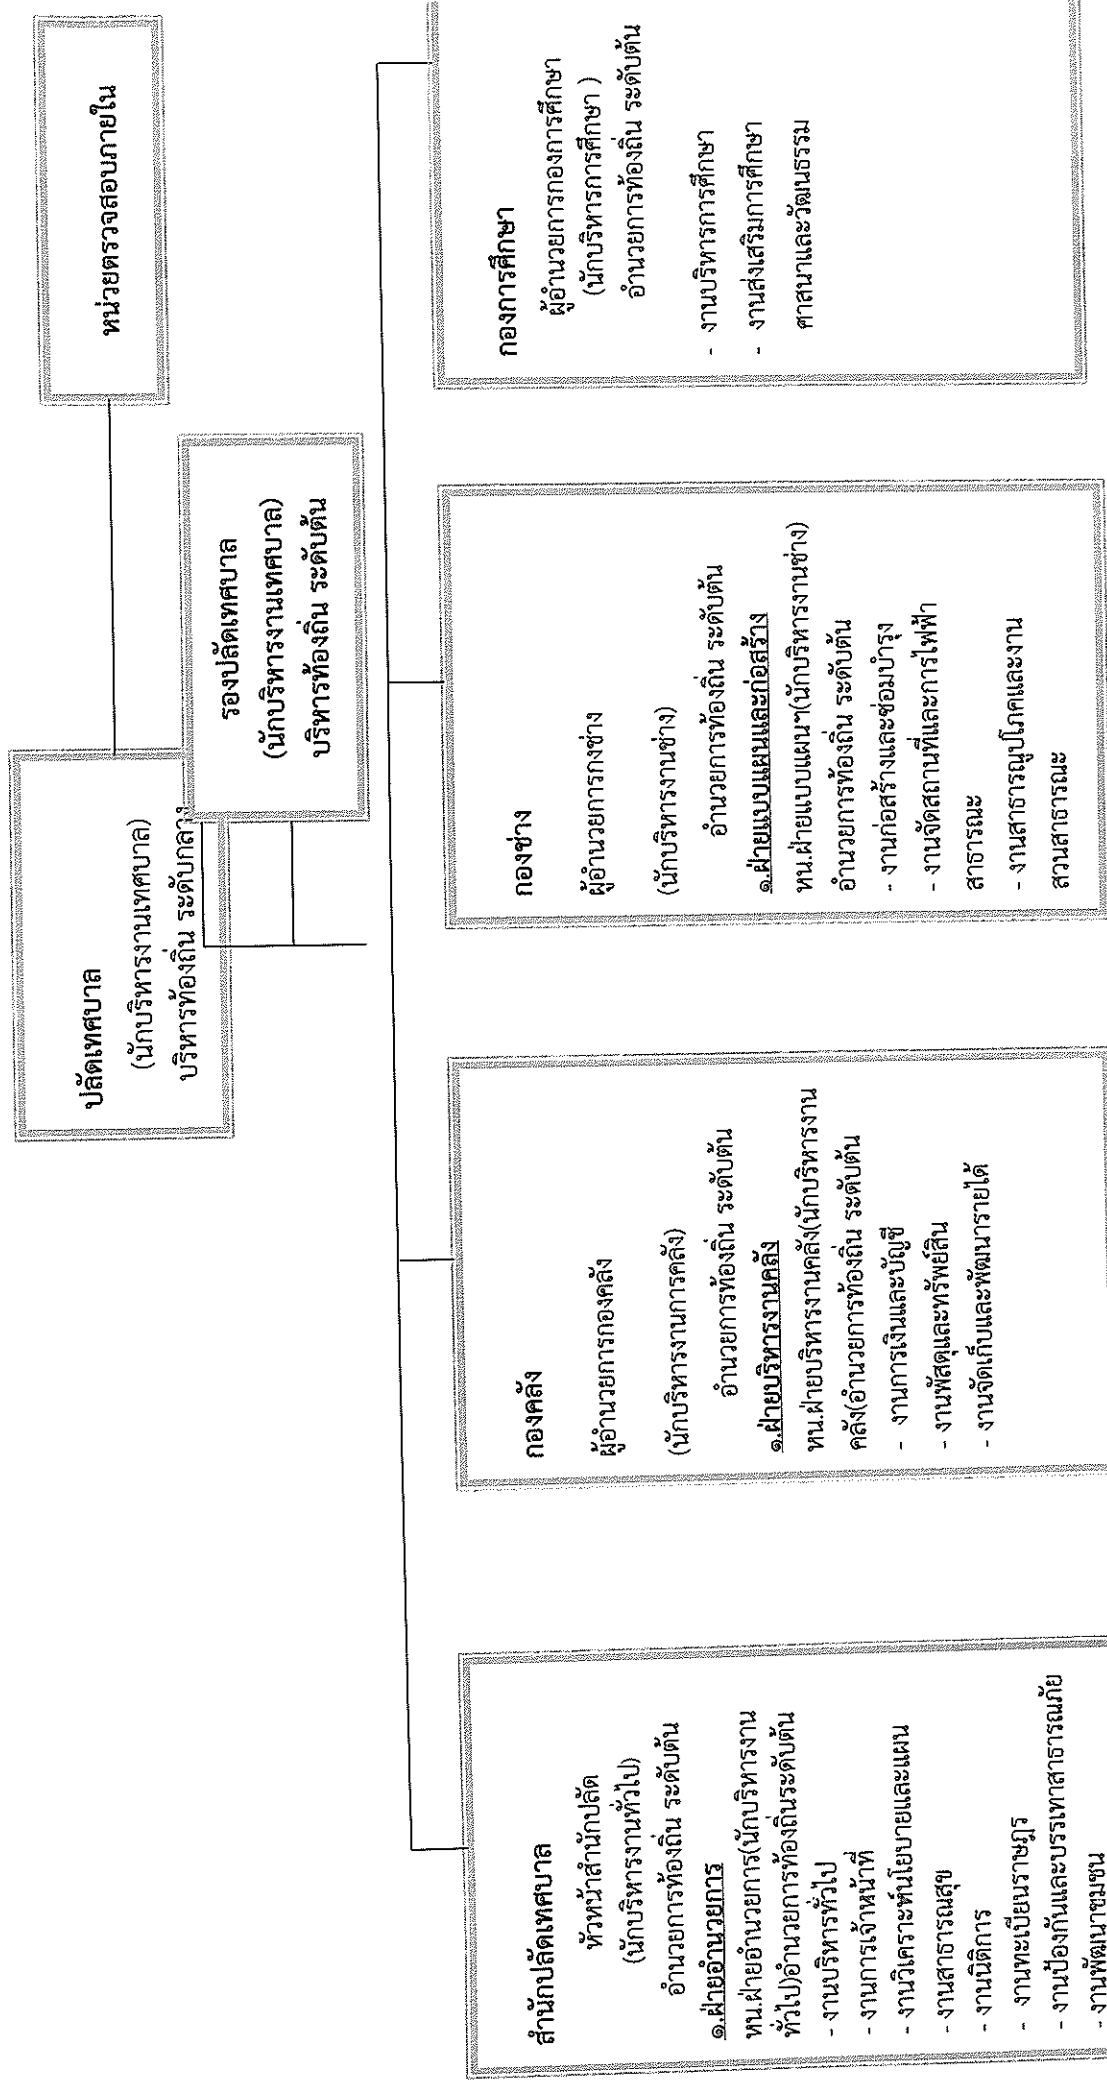 ปลัดเทศบาล
(นักบริหารงานเทศบาล)
บริหารท้องถิ่น ระดับกลาง
หน่วยตรวจสอบภายใน
รองปลัดเทศบาล
(นักบริหารงานเทศบาล)
บริหารท้องถิ่น ระดับต้น
สำนักปลัดเทศบาล
หัวหน้าสำนักปลัด
(นักบริหารงานทั่วไป)
อำนวยการท้องถิ่น ระดับต้น
๑.ฝ่ายอำนวยการ
หน.ฝ่ายอำนวยการ(นักบริหารงาน
ทั่วไป)อำนวยการท้องถิ่นระดับต้น
- งานบริหารทั่วไป
- งานการเจ้าหน้าที่
- งานวิเคราะห์นโยบายและแผน
- งานสาธารณสุข
- งานนิติการ
- งานทะเบียนราษฎร
- งานป้องกันและบรรเทาสาธารณภัย
- งานพัฒนาชุมชน
กองคลัง
ผู้อำนวยการกองคลัง
(นักบริหารงานการคลัง)
อำนวยการท้องถิ่น ระดับต้น
๑.ฝ่ายบริหารงานคลัง
หน.ฝ่ายบริหารงานคลัง(นักบริหารงาน
คลัง(อำนวยการท้องถิ่น ระดับต้น
- งานการเงินและบัญชี
- งานพัสดุและทรัพย์สิน
- งานจัดเก็บและพัฒนารายได้
กองช่าง
ผู้อำนวยการกงช่าง
(นักบริหารงานช่าง)
อำนวยการท้องถิ่น ระดับต้น
๑.ฝ่ายแบบแผนและก่อสร้าง
หน.ฝ่ายแบบแผนฯ(นักบริหารงานช่าง)
อำนวยการท้องถิ่น ระดับต้น
- งานก่อสร้างและซ่อมบำรุง
- งานจัดสถานที่และการไฟฟ้า
สาธารณะ
- งานสาธารณูปโภคและงาน
สวนสาธารณะ
กองการศึกษา
ผู้อำนวยการกองการศึกษา
(นักบริหารการศึกษา )
อำนวยการท้องถิ่น ระดับต้น
- งานบริหารการศึกษา
- งานส่งเสริมการศึกษา
ศาสนาและวัฒนธรรม